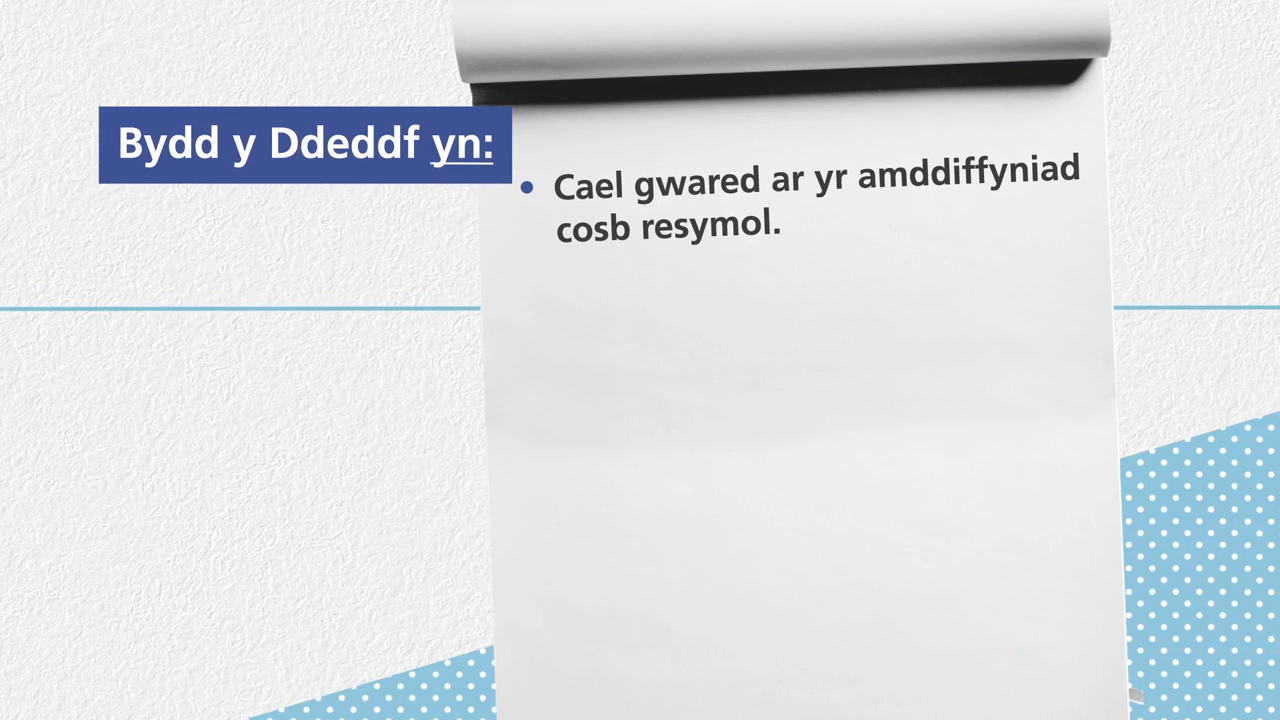 Bydd y Ddeddf yn:
• Cael gwared ar yr amddiffyniad
cosb resymol.